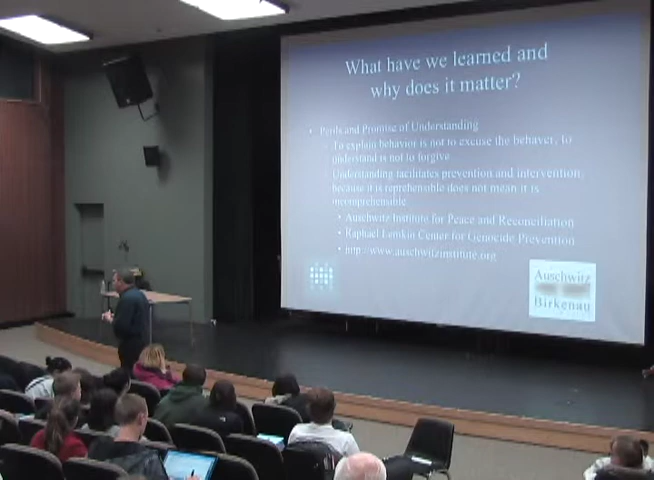 What have we learned and
why does it matter?
• Perils and Promise of Understanding
To explain behavior is not to excuse the behaver, to
understand is not to forgive
Understanding facilitates prevention and intervention,
because it is reprehensible does not mean it is
incomprehensible
• Auschwitz Institute for Peace and Reconciliation
• Raphael Lemkin Center for Genocide Prevention
• http://www.auschwitzinstitute.org
Auschwitz
Birkenau